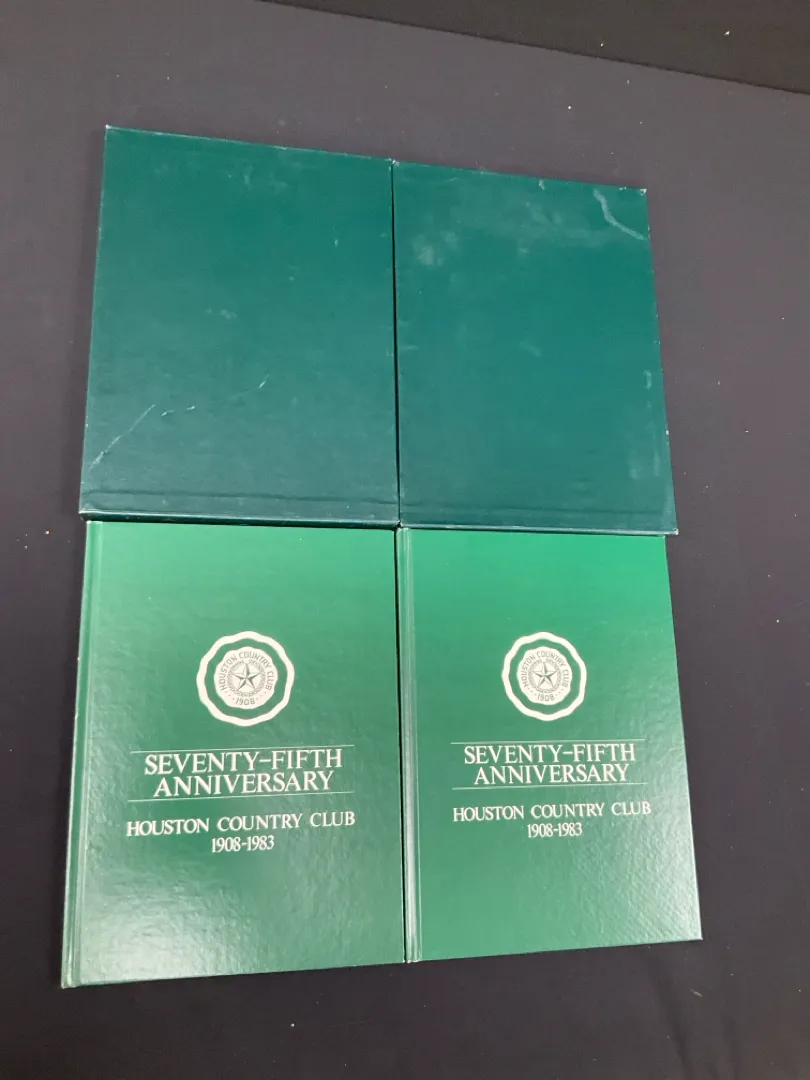 HOUSTON COUNTRY CLUB
1908
SEVENTY-FIFTH
ANNIVERSARY
HOUSTON COUNTRY CLUB
1908-1983
HOUSTON COUNTRY CLUB
1908
SEVENTY-FIFTH
ANNIVERSARY
HOUSTON COUNTRY CLUB
1908-1983